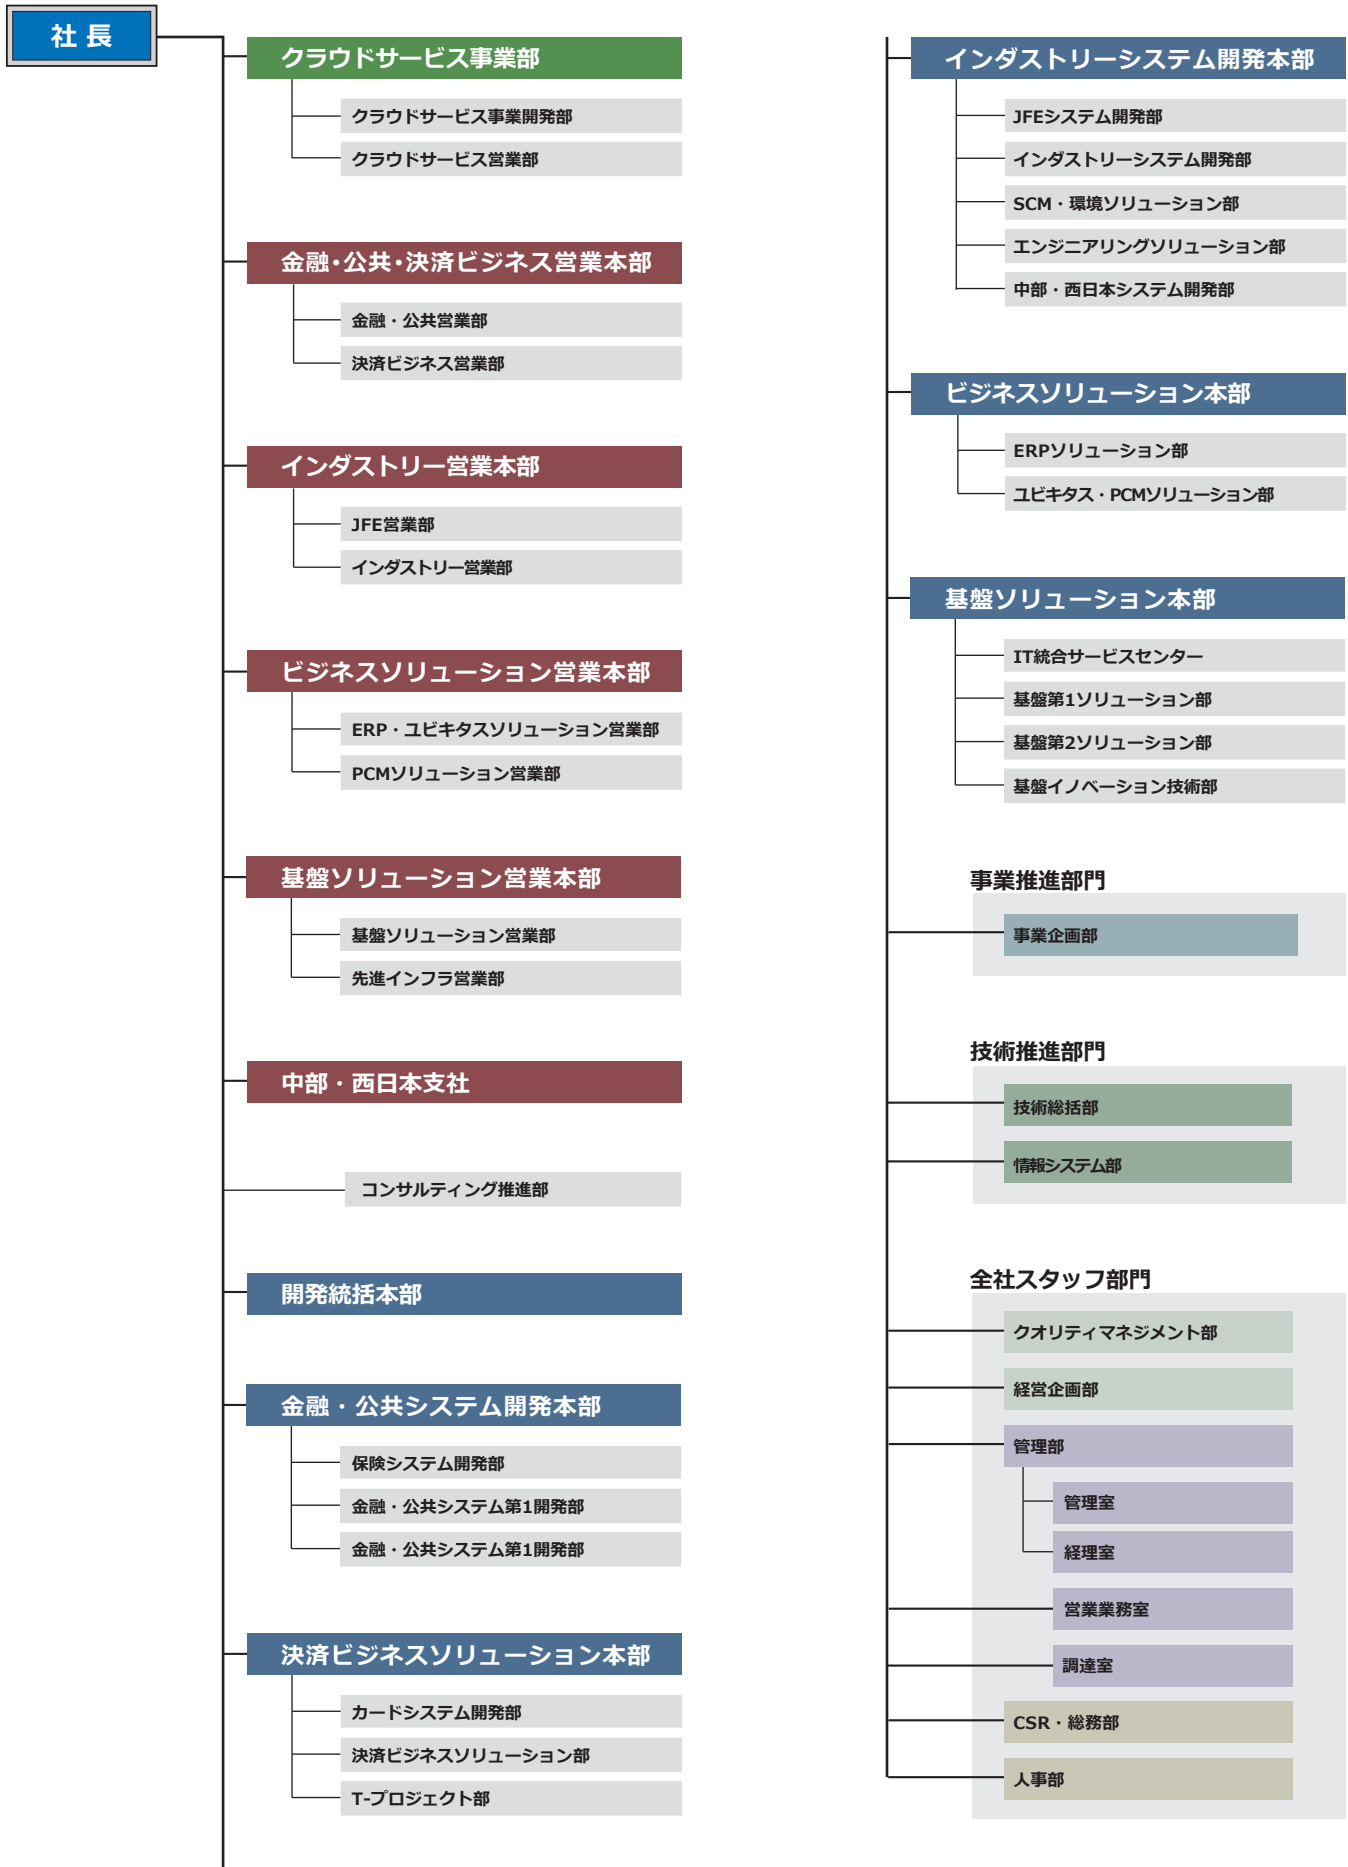 社長
クラウドサービス事業部
クラウドサービス事業開発部
クラウドサービス営業部
金融・公共・決済ビジネス営業本部
金融・公共営業部
決済ビジネス営業部
インダストリー営業本部
JFE営業部
インダストリー営業部
ビジネスソリューション営業本部
ERP・ユビキタスソリューション営業部
PCMソリューション営業部
基盤ソリューション営業本部
基盤ソリューション営業部
先進インフラ営業部
中部・西日本支社
コンサルティング推進部
開発統括本部
金融・公共システム開発本部
保険システム開発部
金融・公共システム第1開発部
金融・公共システム第1開発部
決済ビジネスソリューション本部
カードシステム開発部
決済ビジネスソリューション部
T-プロジェクト部
インダストリーシステム開発本部
JFEシステム開発部
インダストリーシステム開発部
SCM・環境ソリューション部
エンジニアリングソリューション部
中部・西日本システム開発部
ビジネスソリューション本部
ERPソリューション部
ユビキタス・PCMソリューション部
基盤ソリューション本部
IT統合サービスセンター
基盤第1ソリューション部
基盤第2ソリューション部
基盤イノベーション技術部
事業推進部門
事業企画部
技術推進部門
技術総括部
情報システム部
全社スタッフ部門
クオリティマネジメント部
経営企画部
管理部
管理室
経理室
営業業務室
調達室
CSR・総務部
人事部